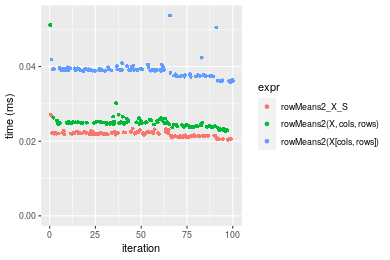 time (ms)
0.04
0.02
0.00
0
25
50
75
100
iteration
expr
rowMeans2_X_S
rowMeans2(X, cols, rows)
rowMeans2(X[cols, rows])